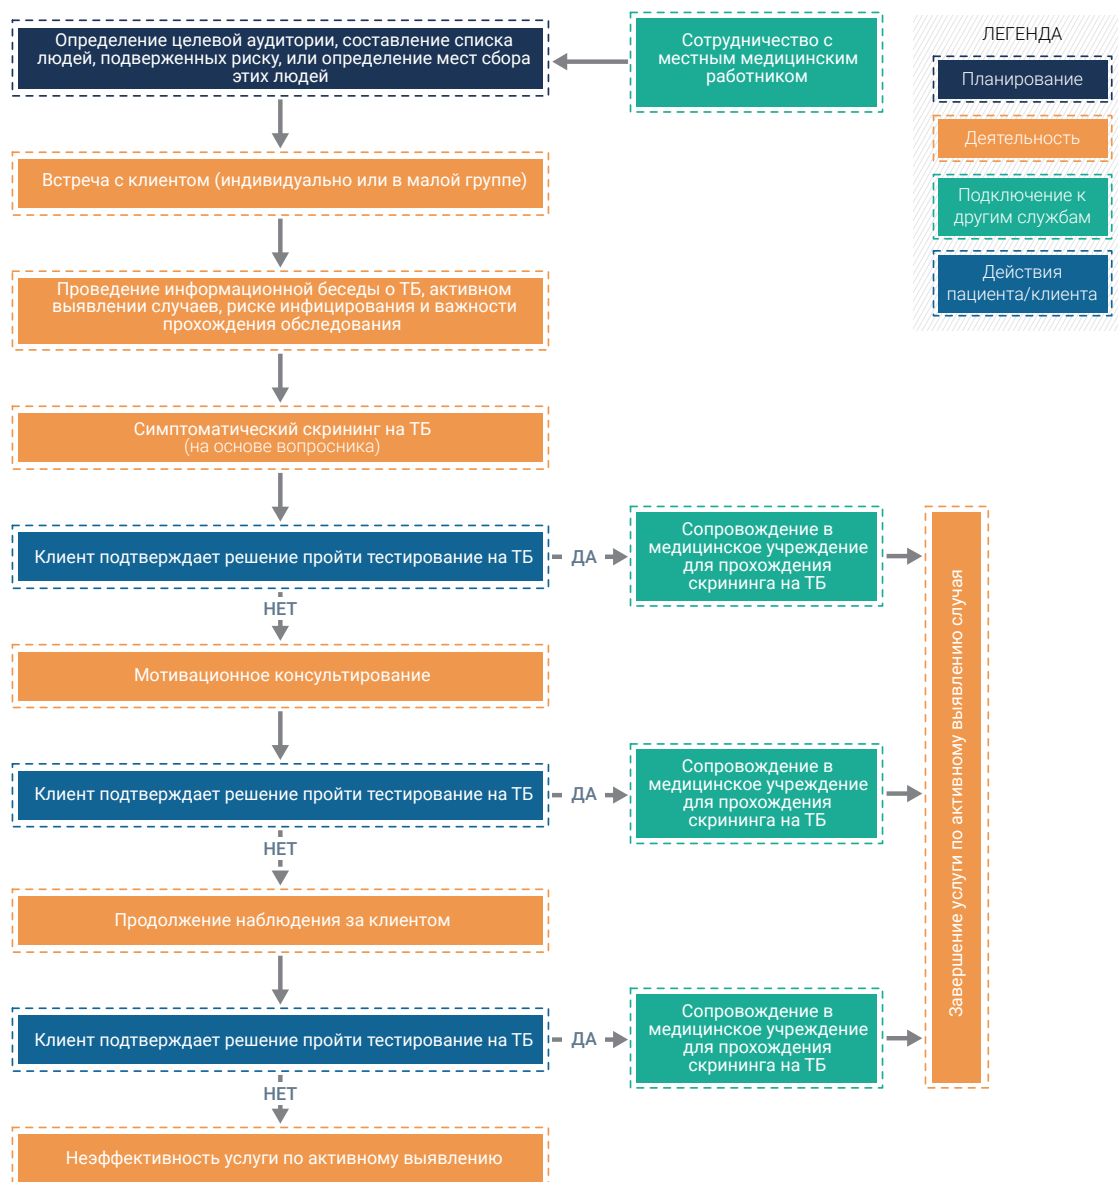 Определение целевой аудитории, составление списка
людей, подверженных риску, или определение мест сбора
этих людей
Сотрудничество с
местным медицинским
работником
ЛЕГЕНДА
Планирование
Деятельность
Подключение к
другим службам
Действия
пациента/клиента
Встреча с клиентом (индивидуально или в малой группе)
Проведение информационной беседы о ТБ, активном
выявлении случаев, риске инфицирования и важности
прохождения обследования
Симптоматический скрининг на ТБ
(на основе вопросника)
Клиент подтверждает решение пройти тестирование на ТБ
ДА
Сопровождение в
медицинское учреждение
для прохождения
скрининга на ТБ
НЕТ
Мотивационное консультирование
Клиент подтверждает решение пройти тестирование на ТБ
ДА
Сопровождение в
медицинское учреждение
для прохождения
скрининга на ТБ
НЕТ
Продолжение наблюдения за клиентом
Клиент подтверждает решение пройти тестирование на ТБ
ДА
Сопровождение в
медицинское учреждение
для прохождения
скрининга на ТБ
НЕТ
Неэффективность услуги по активному выявлению
Завершение услуги по активному выявлению случая